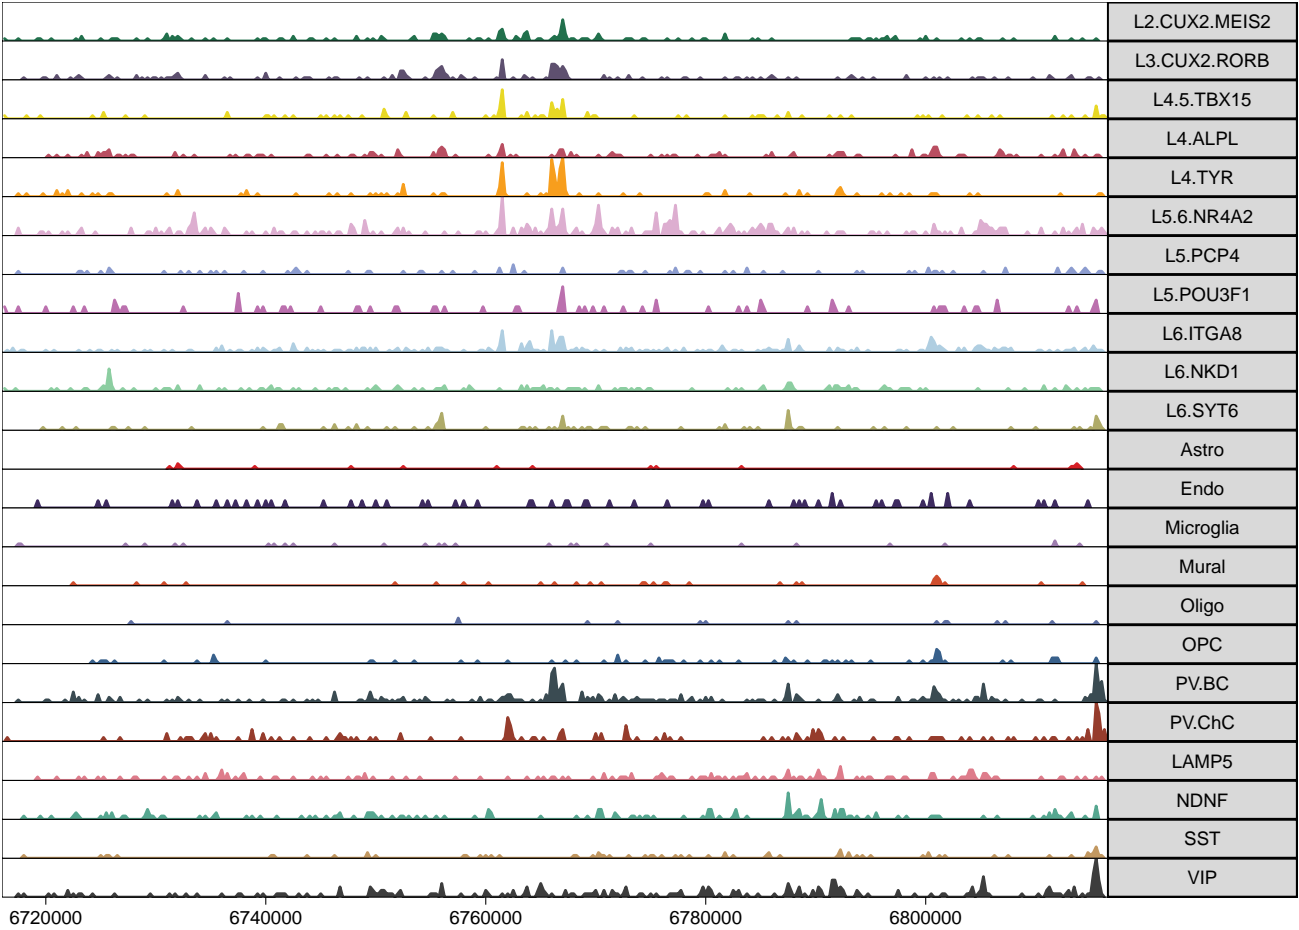 L2.CUX2.MEIS2
L3.CUX2.RORB
L4.5.TBX15
L4.ALPL
L4.TYR
L5.6.NR4A2
L5.PCP4
L5.POU3F1
L6.ITGA8
L6.NKD1
L6.SYT6
Astro
Endo
Microglia
Mural
Oligo
OPC
PV.BC
PV.ChC
LAMP5
NDNF
SST
VIP
6720000 6740000 6760000 6780000 6800000